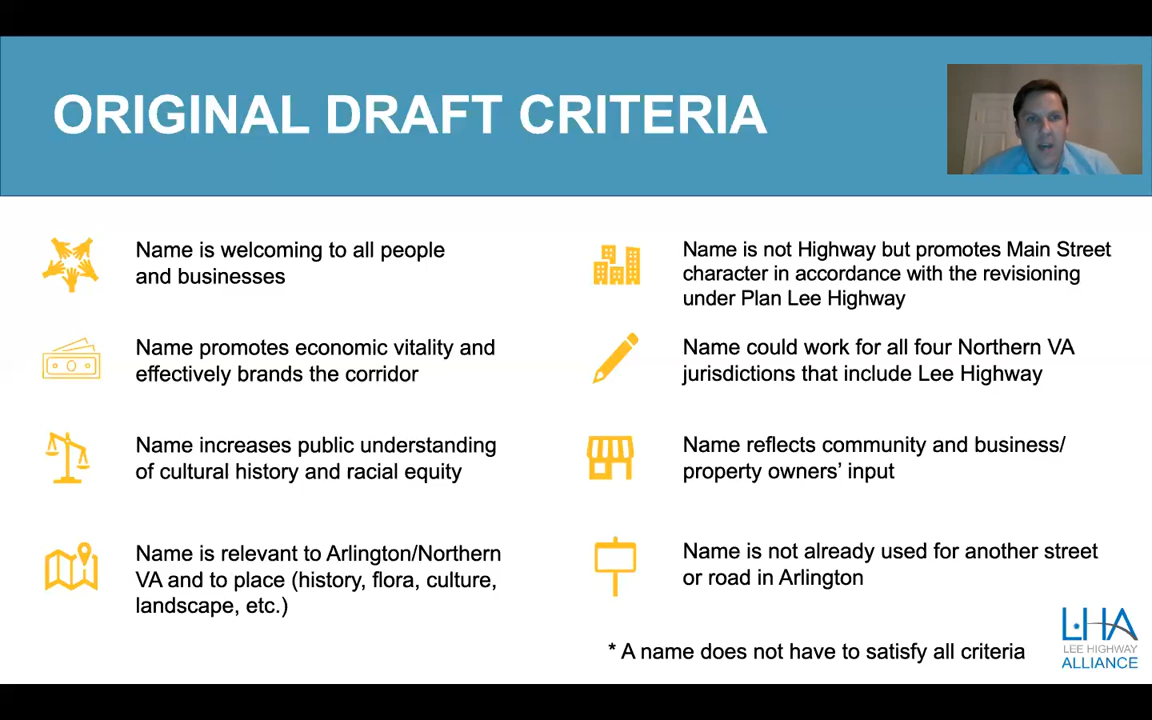 ORIGINAL DRAFT CRITERIA
Name is welcoming to all people
and businesses
Name promotes economic vitality and
effectively brands the corridor
Name increases public understanding
of cultural history and racial equity
Name is relevant to Arlington/Northern
VA and to place (history, flora, culture,
landscape, etc.)
Name is not Highway but promotes Main Street
character in accordance with the revisioning
under Plan Lee Highway
Name could work for all four Northern VA
jurisdictions that include Lee Highway
Name reflects community and business/
property owners’ input
Name is not already used for another street
or road in Arlington
* A name does not have to satisfy all criteria
LHA
LEE HIGHWAY
ALLIANCE